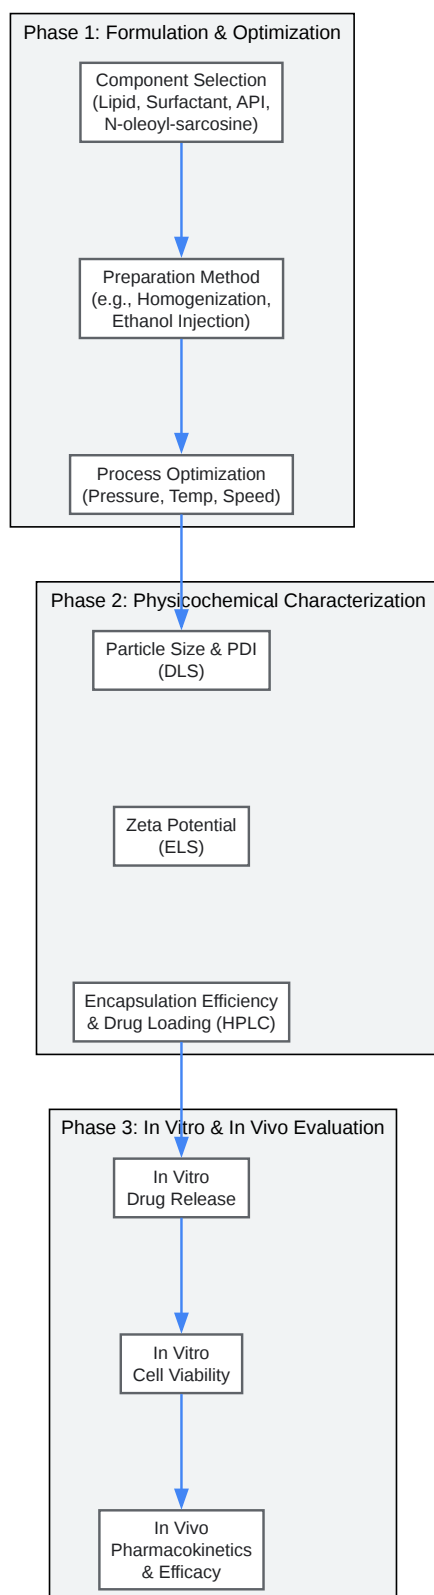 Phase 1: Formulation & Optimization
Component Selection
(Lipid, Surfactant, API,
N-oleoyl-sarcosine)
Preparation Method
(e.g., Homogenization,
Ethanol Injection)
Process Optimization
(Pressure, Temp, Speed)
Phase 2: Physicochemical Characterization
Particle Size & PDI
(DLS)
Zeta Potential
(ELS)
Encapsulation Efficiency
& Drug Loading (HPLC)
Phase 3: In Vitro & In Vivo Evaluation
In Vitro
Drug Release
In Vitro
Cell Viability
In Vivo
Pharmacokinetics
& Efficacy